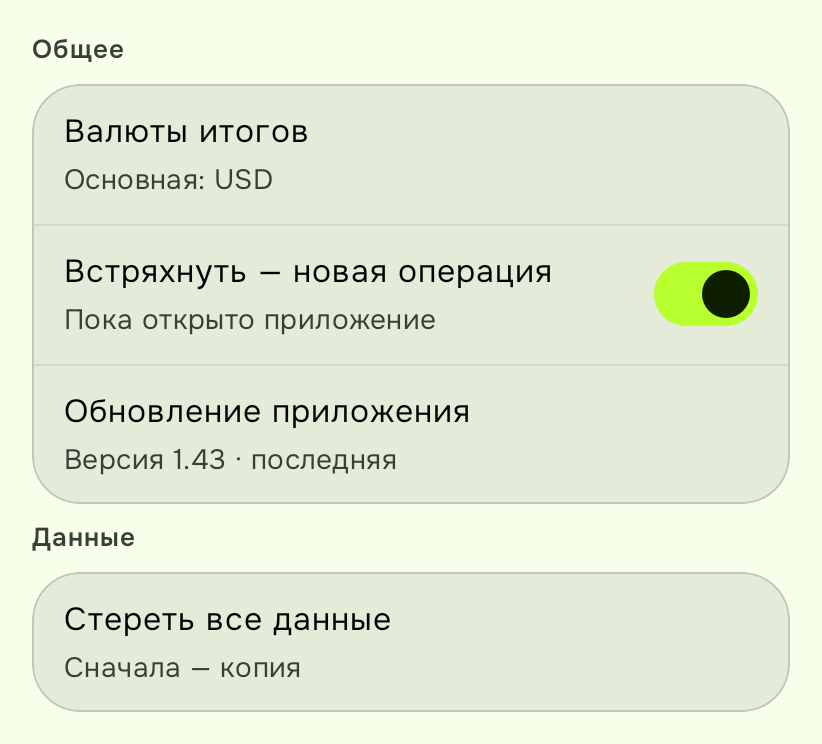 Общее
Валюты итогов
Основная: USD
Встряхнуть — новая операция
Пока открыто приложение
Обновление приложения
Версия 1.43 · последняя
Данные
Стереть все данные
Сначала — копия